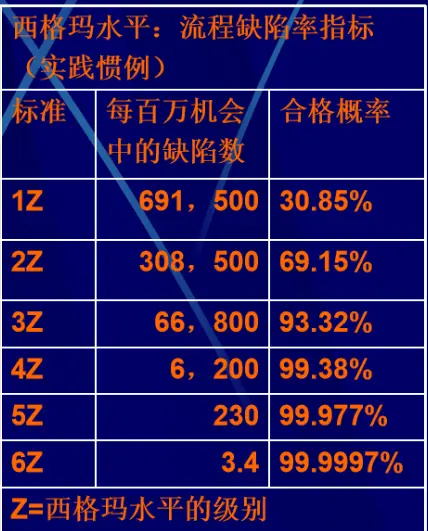 西格玛水平：流程缺陷率指标
（实践惯例）
标准 每百万机会 合格概率
中的缺陷数
1Z 691，500 30.85%
2Z 308，500 69.15%
3Z 66，800 93.32%
4Z 6，200 99.38%
5Z 230 99.977%
6Z 3.4 99.9997%
Z=西格玛水平的级别